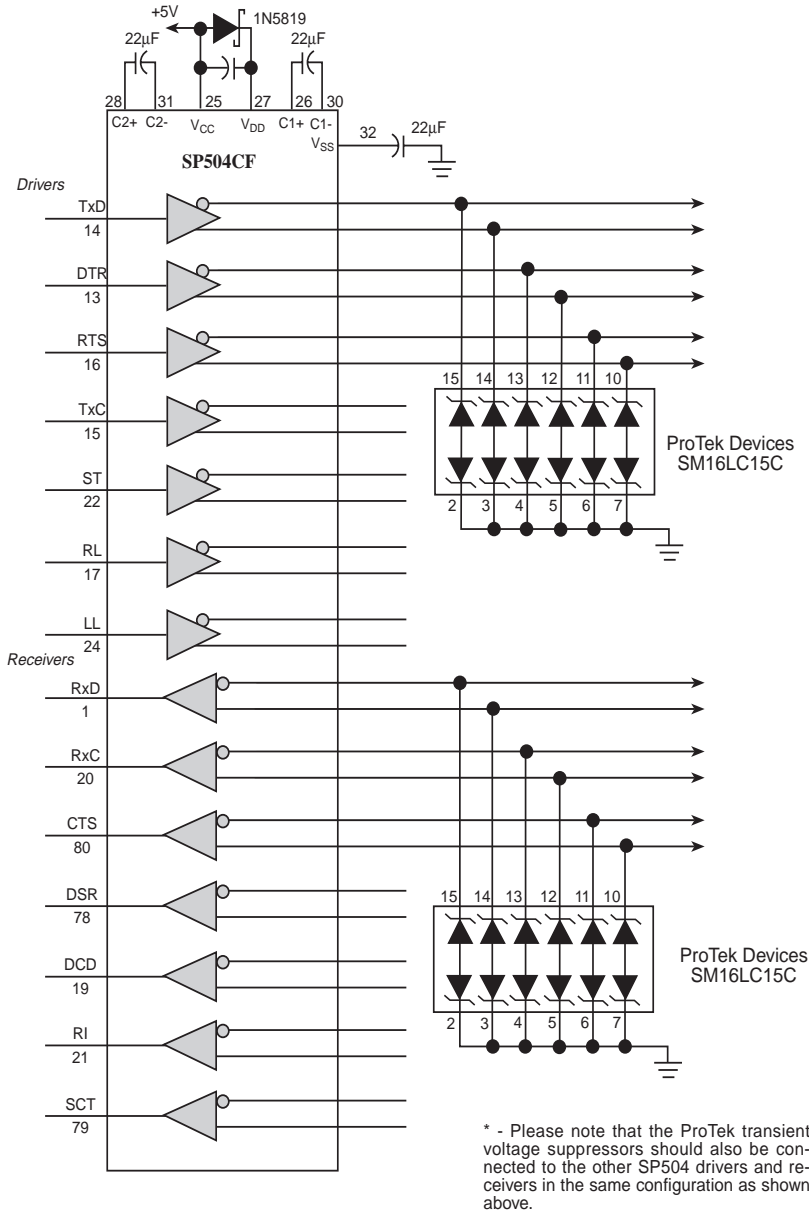 +5V
1N5819
22µF
22µF
28 31 25 27 26 30
C2+ C2- VCC VDD C1+ C1-
VSS
32
22µF
SP504CF
Drivers
TxD
14
DTR
13
RTS
16
15 14 13 12 11 10
TxC
15
ProTek Devices
SM16LC15C
ST
22
2 3 4 5 6 7
RL
17
LL
24
Receivers
RxD
1
RxC
20
CTS
80
DSR
78
15 14 13 12 11 10
DCD
19
ProTek Devices
SM16LC15C
RI
21
2 3 4 5 6 7
SCT
79
* - Please note that the ProTek transient
voltage suppressors should also be con-
nected to the other SP504 drivers and re-
ceivers in the same configuration as shown
above.